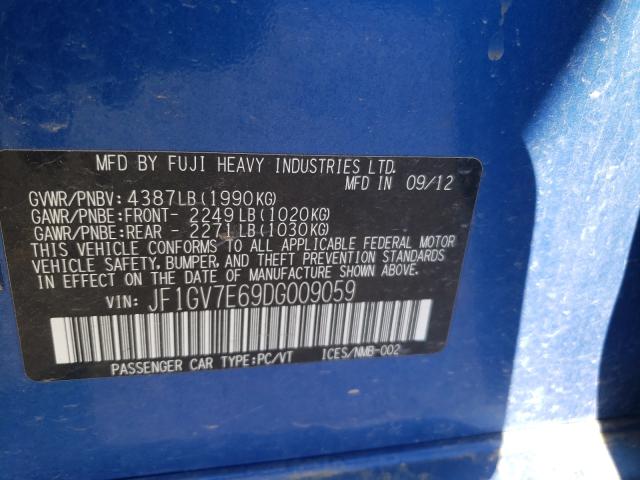 MFD BY FUJI HEAVY INDUSTRIES LTD.
MFD IN 09/12
GVWR/PNBV: 4387LB(1990KG)
GAWR/PNBE:FRONT- 2249LB(1020KG)
GAWR/PNBE:REAR - 2271LB(1030KG)
THIS VEHICLE CONFORMS TO ALL APPLICABLE FEDERAL MOTOR
VEHICLE SAFETY, BUMPER, AND THEFT PREVENTION STANDARDS
IN EFFECT ON THE DATE OF MANUFACTURE SHOWN ABOVE.
VIN: JF1GV7E69DG009059
PASSENGER CAR TYPE:PC/VT ICES/NMB-002